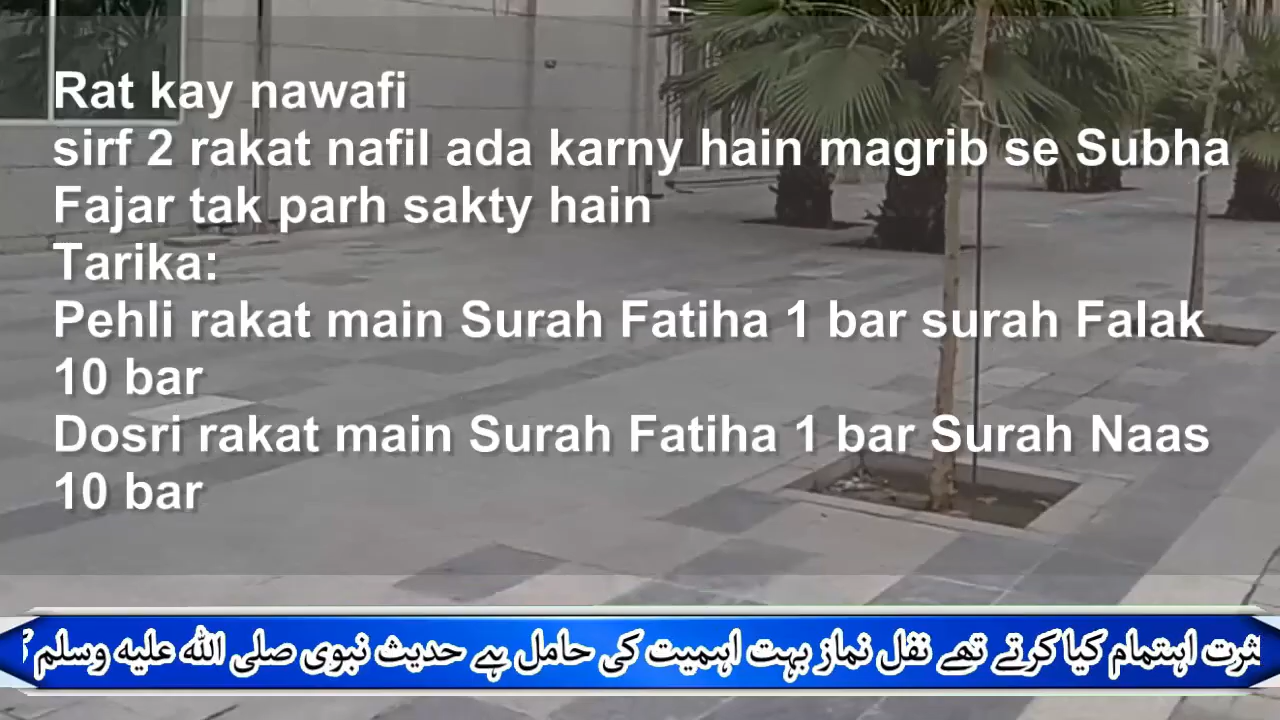 Rat kay nawafi
sirf 2 rakat nafil ada karny hain magrib se Subha
Fajar tak parh sakty hain
Tarika:
Pehli rakat main Surah Fatiha 1 bar surah Falak
10 bar
Dosri rakat main Surah Fatiha 1 bar Surah Naas
10 bar
اہتمام کیا کرتے تھے نفل نماز بہت اہمیت کی حامل ہے حدیث نبوی صلی اللہ علیہ وسلم